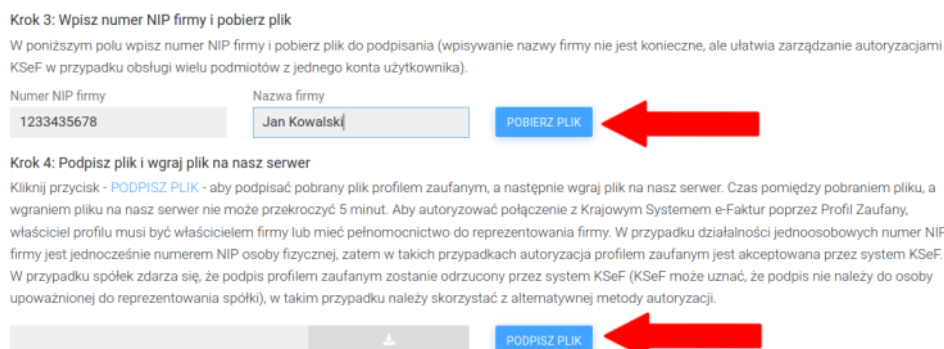 Krok 3: Wpisz numer NIP firmy i pobierz plik
W poniższym polu wpisz numer NIP firmy i pobierz plik do podpisania (wpisywanie nazwy firmy nie jest konieczne, ale ułatwia zarządzanie autoryzacjami
KSeF w przypadku obsługi wielu podmiotów z jednego konta użytkownika).
Numer NIP firmy Nazwa firmy
1233435678 Jan Kowalski POBIERZ PLIK
Krok 4: Podpisz plik i wgraj plik na nasz serwer
Kliknij przycisk - PODPISZ PLIK - aby podpisać pobrany plik profilem zaufanym, a następnie wgraj plik na nasz serwer. Czas pomiędzy pobraniem pliku, a
wgraniem pliku na nasz serwer nie może przekroczyć 5 minut. Aby autoryzować połączenie z Krajowym Systemem e-Faktur poprzez Profil Zaufany,
właściciel profilu musi być właścicielem firmy lub mieć pełnomocnictwo do reprezentowania firmy. W przypadku działalności jednoosobowych numer NIP
firmy jest jednocześnie numerem NIP osoby fizycznej, zatem w takich przypadkach autoryzacja profilem zaufanym jest akceptowana przez system KSeF.
W przypadku spółek zdarza się, że podpis profilem zaufanym zostanie odrzucony przez system KSeF (KSeF może uznać, że podpis nie należy do osoby
upoważnionej do reprezentowania spółki), w takim przypadku należy skorzystać z alternatywnej metody autoryzacji.
PODPISZ PLIK